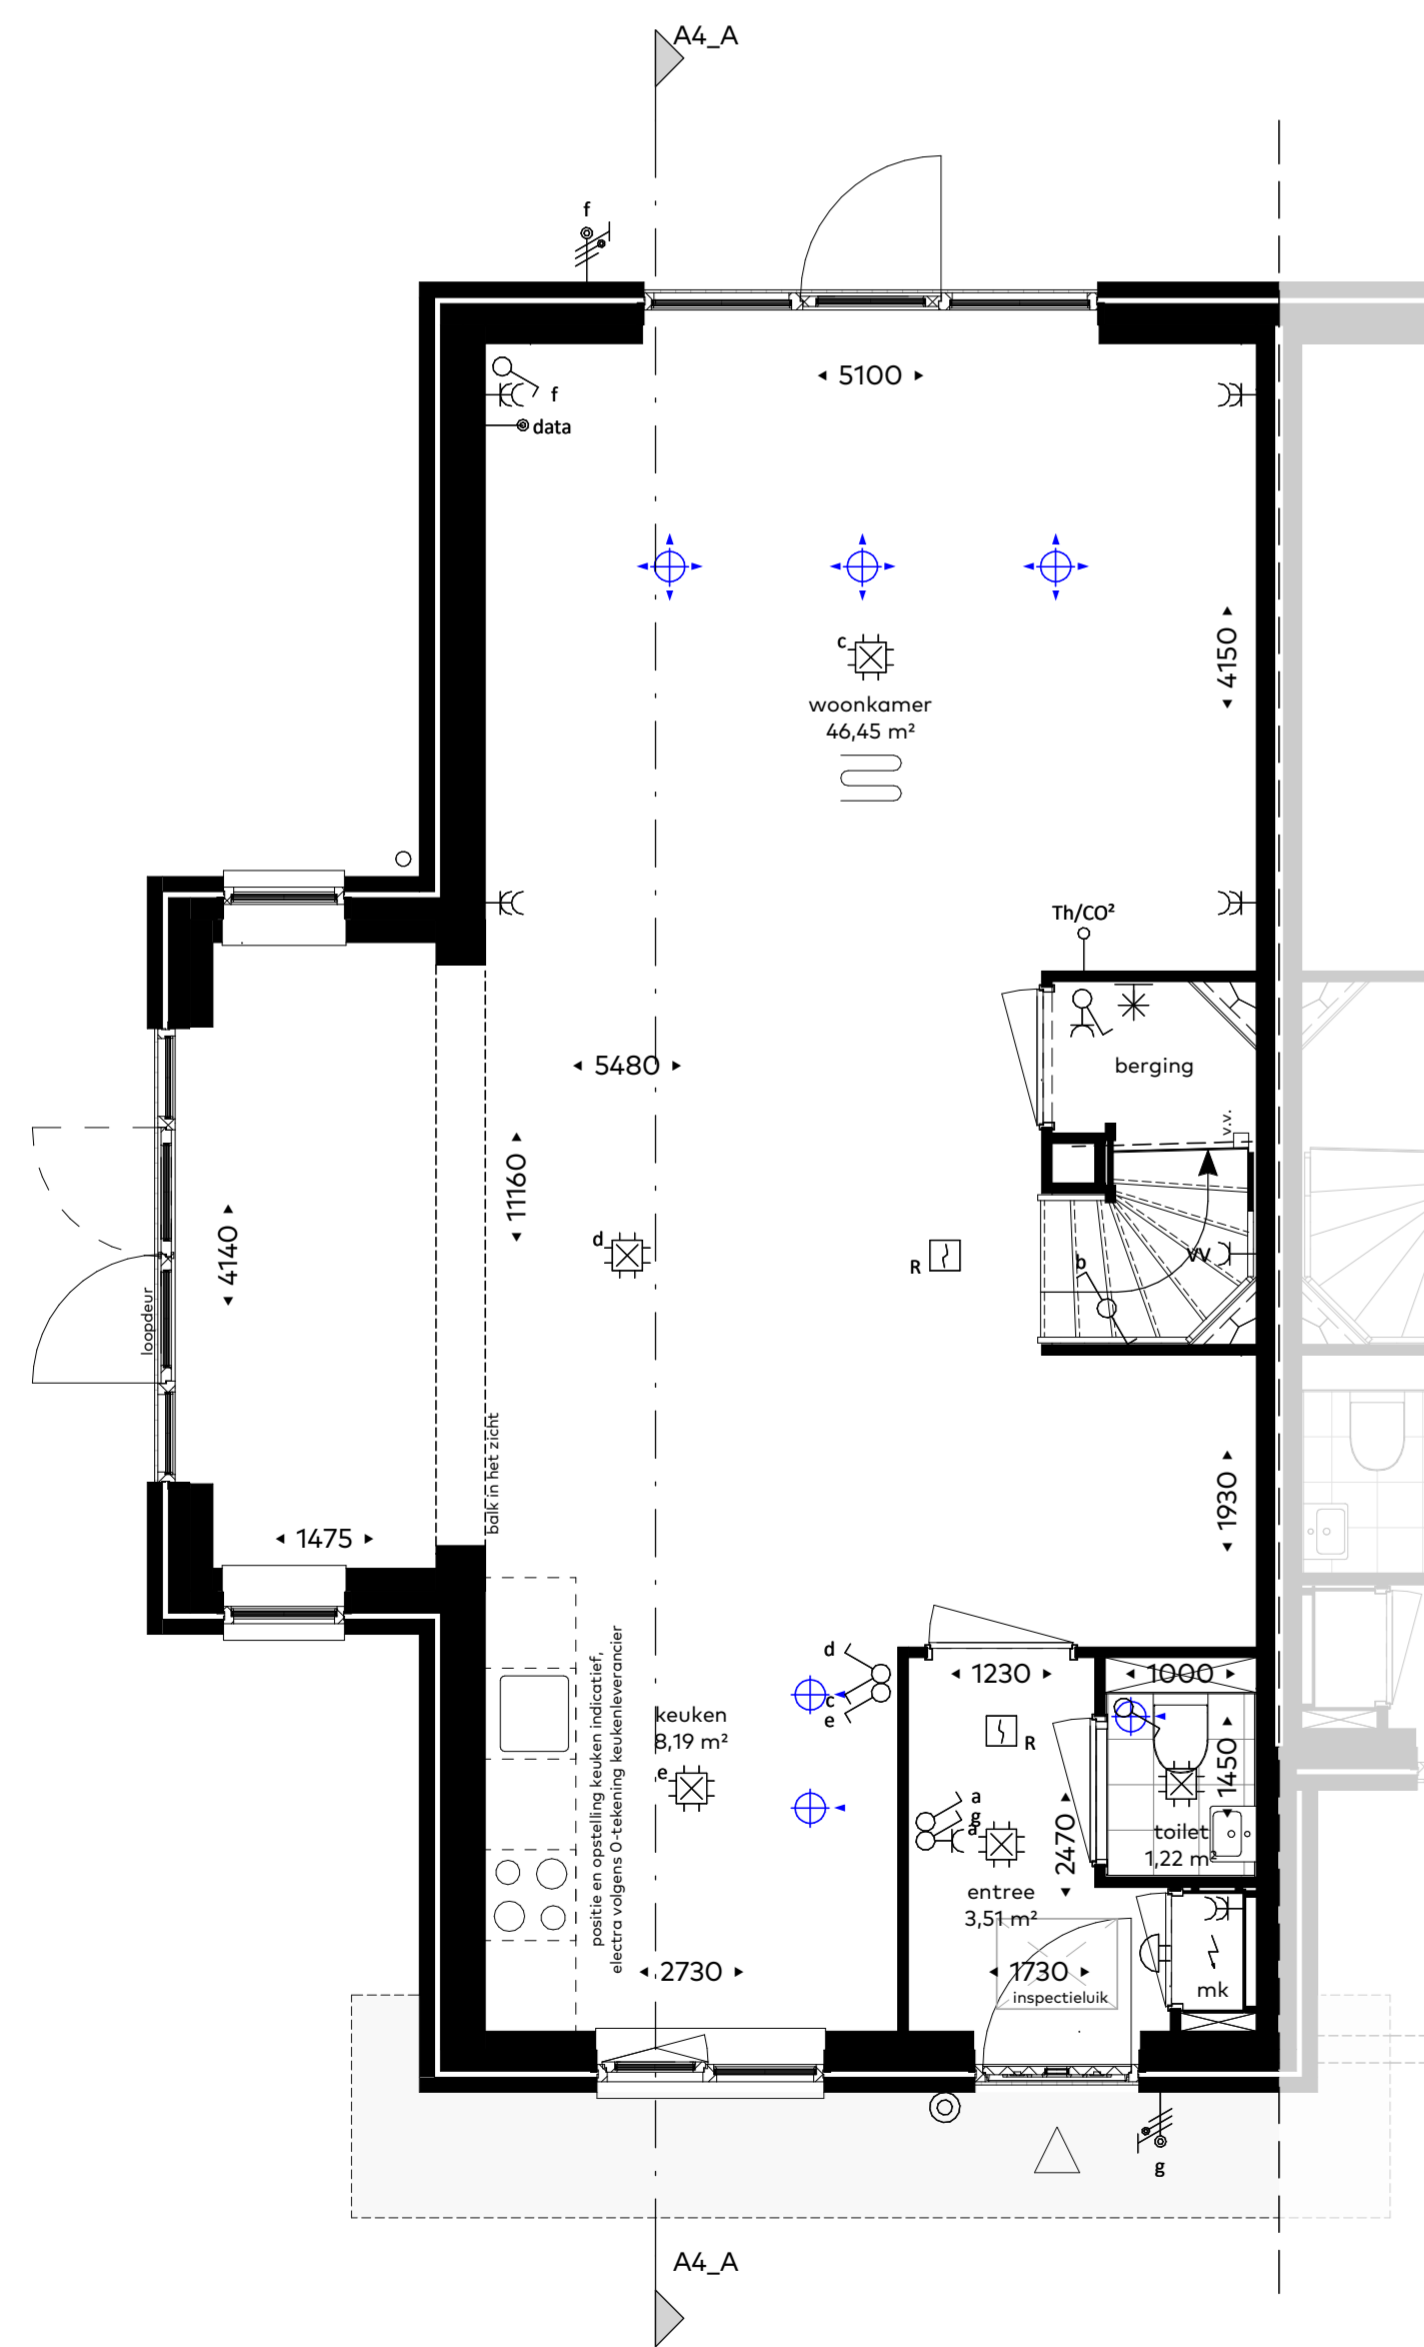 A4_A
f
5100
f
data
c
4150
woonkamer
46,45 m²
Th/CO²
5480
berging
v.v.
11160
d
4140
R
b
vv
loopdeur
balk in het zicht
1930
1475
positie en opstelling keuken indicatief,
electra volgens 0-tekening keukenleverancier
d
c
e
1230
1000
keuken
8,19 m²
R
e
1450
a
g
a
2470
toilet
1,22 m²
entree
3,51 m²
2730
1730
inspectieluik
mk
g
A4_A